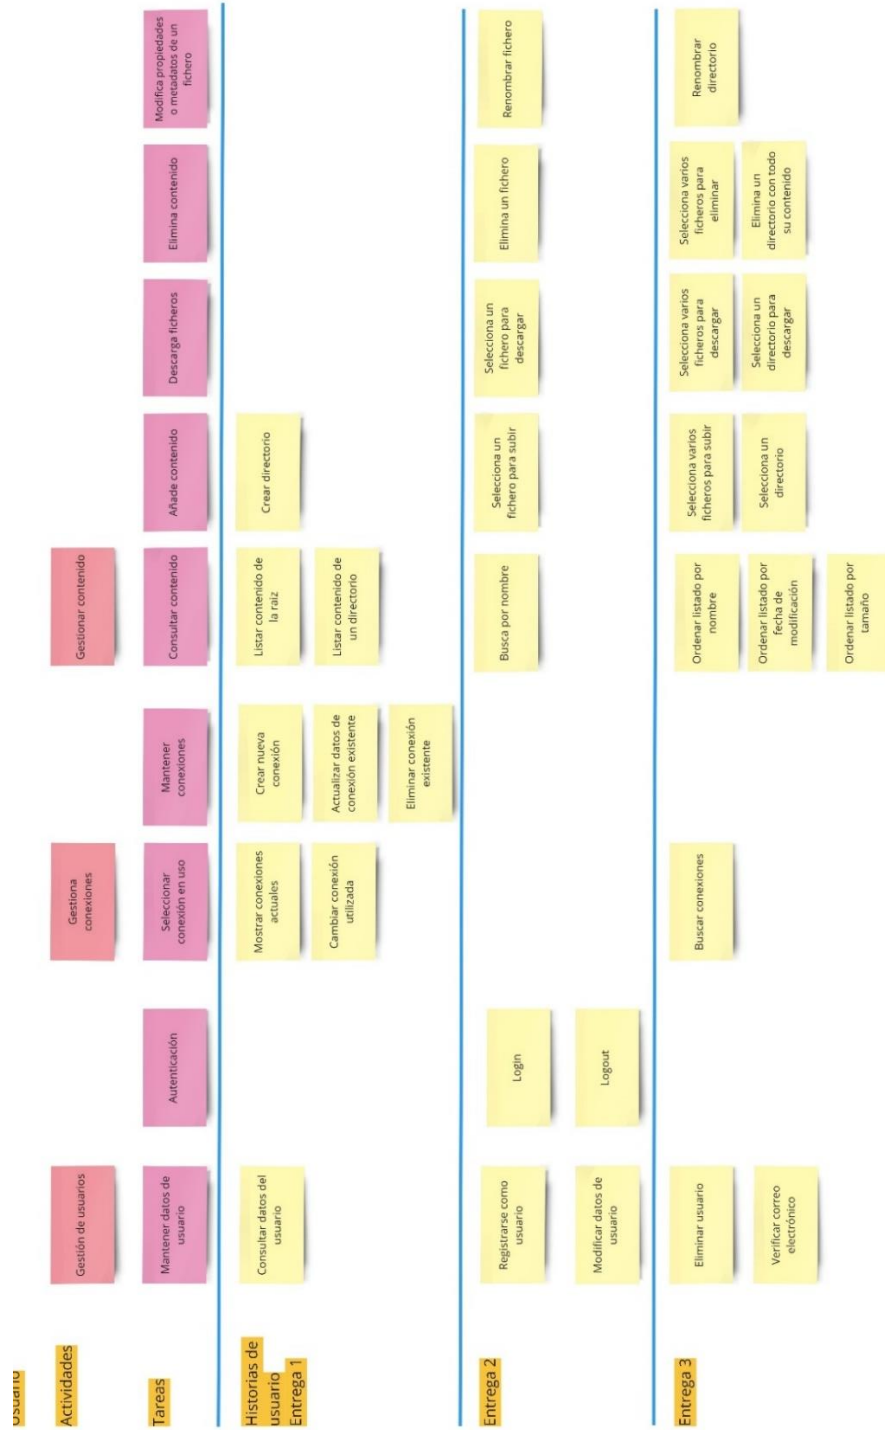 Usuario
Actividades
Gestión de usuarios
Gestiona
conexiones
Gestionar contenido
Tareas
Mantener datos de
usuario
Autenticación
Seleccionar
conexión en uso
Mantener
conexiones
Consultar contenido
Añade contenido
Descarga ficheros
Elimina contenido
Modifica propiedades
o metadatos de un
fichero
Historias de
usuario
Entrega 1
Consultar datos del
usuario
Mostrar conexiones
actuales
Cambiar conexión
utilizada
Crear nueva
conexión
Actualizar datos de
conexión existente
Eliminar conexión
existente
Listar contenido de
la raiz
Listar contenido de
un directorio
Crear directorio
Entrega 2
Registrarse como
usuario
Modificar datos de
usuario
Login
Logout
Busca por nombre
Selecciona un
fichero para subir
Selecciona un
fichero para
descargar
Elimina un fichero
Renombrar fichero
Entrega 3
Eliminar usuario
Verificar correo
electrónico
Buscar conexiones
Ordenar listado por
nombre
Ordenar listado por
fecha de
modificación
Ordenar listado por
tamaño
Selecciona varios
ficheros para subir
Selecciona un
directorio
Selecciona varios
ficheros para
descargar
Selecciona un
directorio para
descargar
Selecciona varios
ficheros para
eliminar
Elimina un
directorio con todo
su contenido
Renombrar
directorio